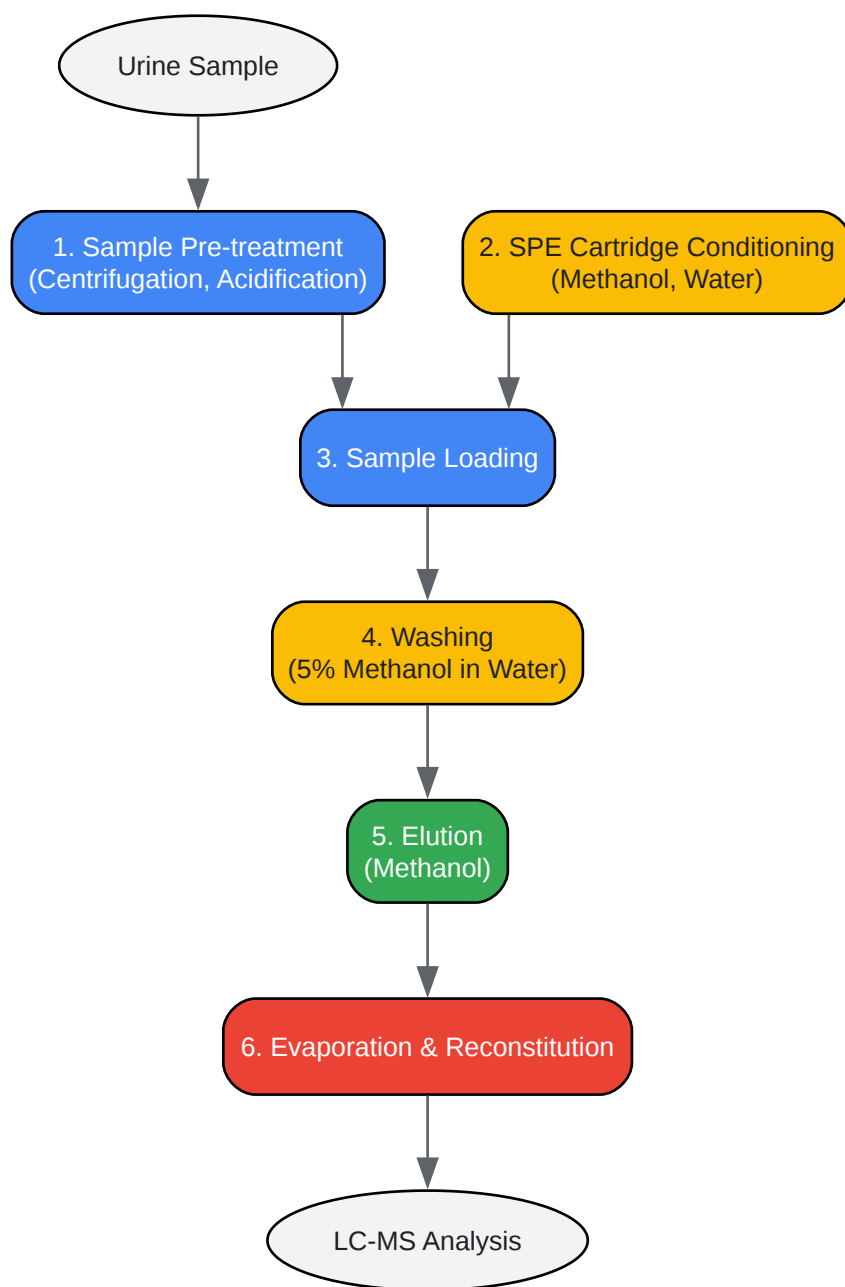 Urine Sample
1. Sample Pre-treatment
(Centrifugation, Acidification)
2. SPE Cartridge Conditioning
(Methanol, Water)
3. Sample Loading
4. Washing
(5% Methanol in Water)
5. Elution
(Methanol)
6. Evaporation & Reconstitution
LC-MS Analysis